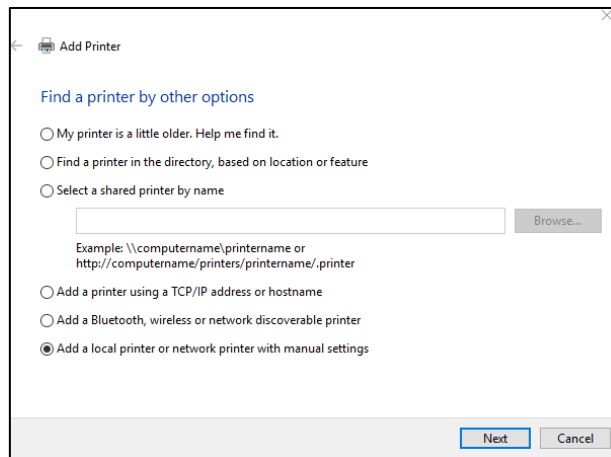 Add Printer
Find a printer by other options
My printer is a little older. Help me find it.
Find a printer in the directory, based on location or feature
Select a shared printer by name
Browse...
Example: \\computername\printername or
http://computername/printers/printername/.printer
Add a printer using a TCP/IP address or hostname
Add a Bluetooth, wireless or network discoverable printer
Add a local printer or network printer with manual settings
Next Cancel